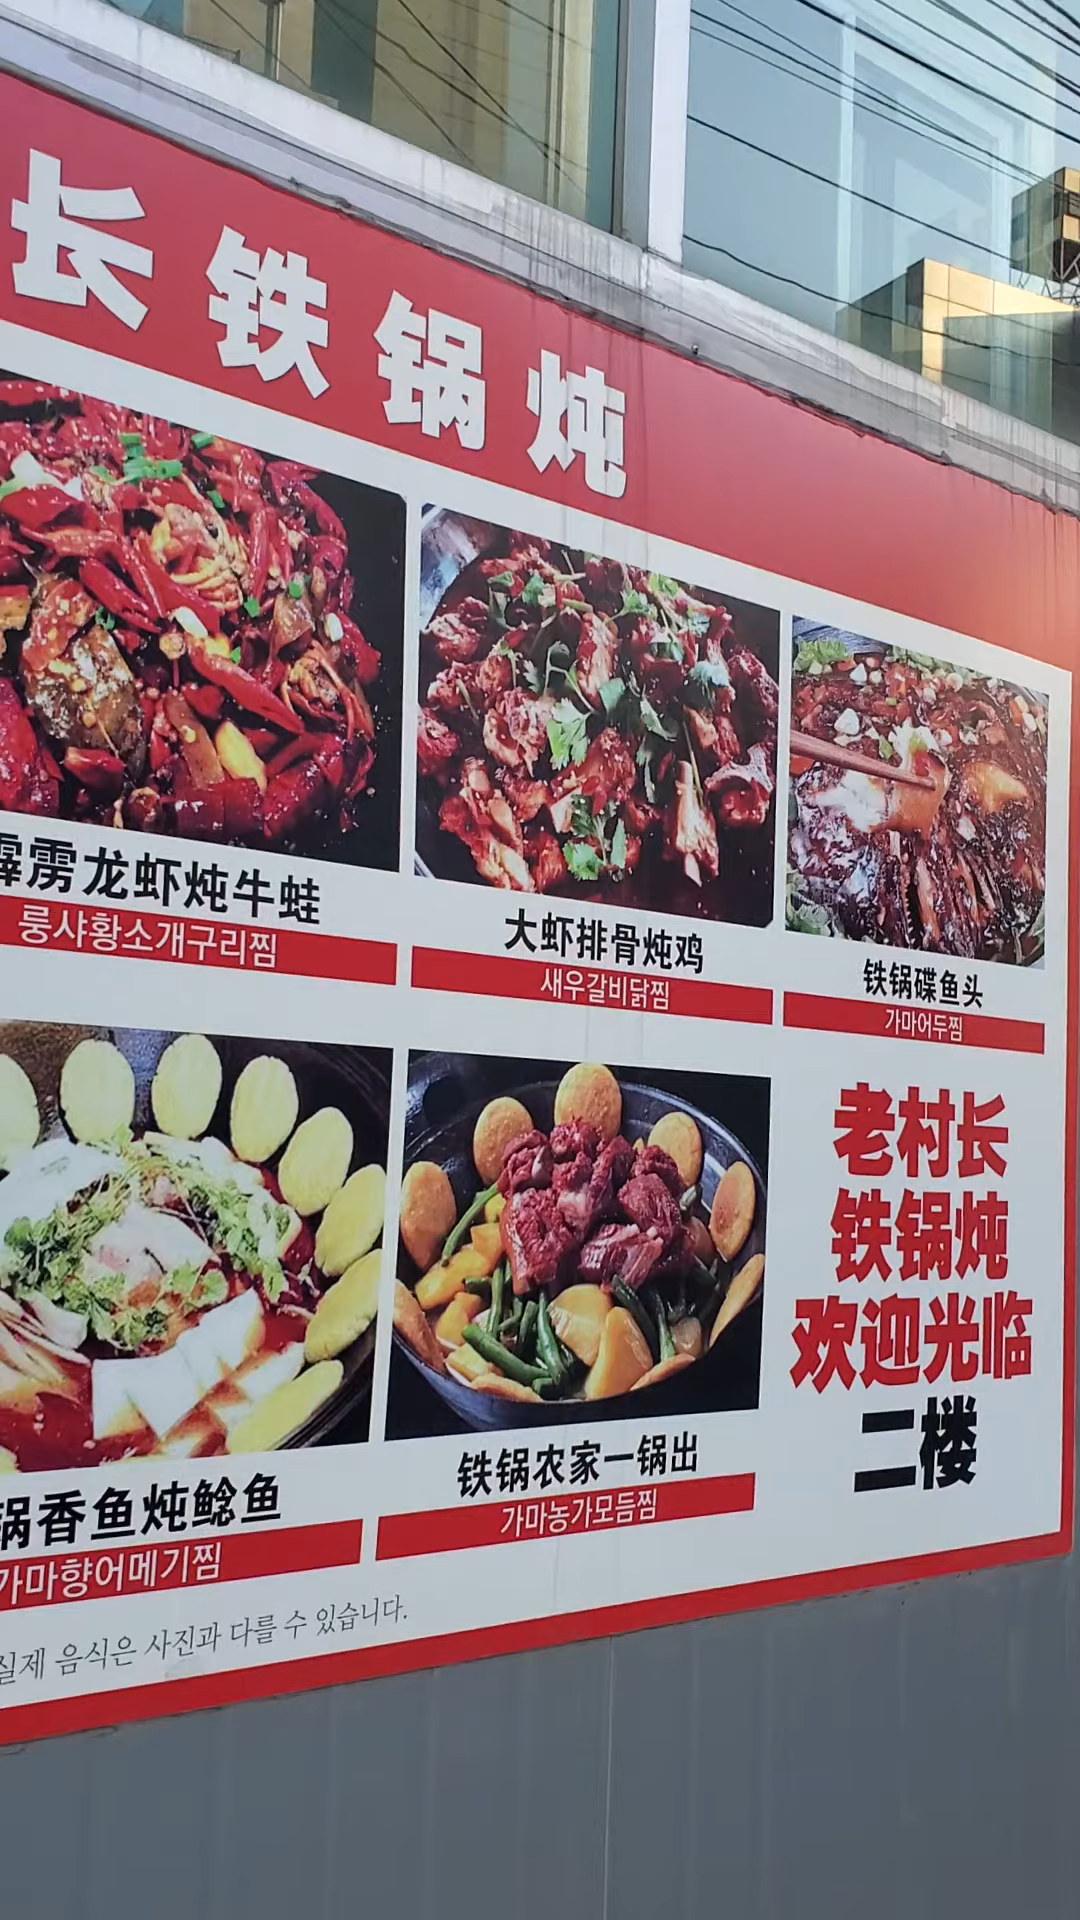 长铁锅炖
霹雳龙虾炖牛蛙
룽샤황소개구리찜
大虾排骨炖鸡
새우갈비닭찜
铁锅碟鱼头
가마어두찜
锅香鱼炖鲶鱼
가마향어메기찜
铁锅农家一锅出
가마농가모듬찜
老村长
铁锅炖
欢迎光临
二楼
실제 음식은 사진과 다를 수 있습니다.